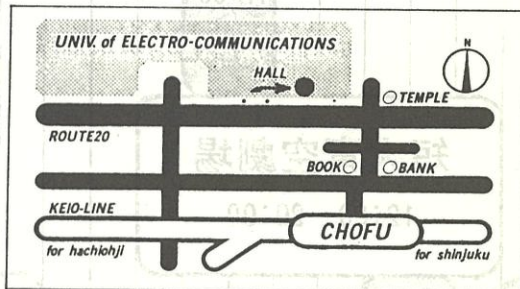 UNIV. of ELECTRO-COMMUNICATIONS
N
HALL
TEMPLE
ROUTE20
BOOK
BANK
KEIO-LINE
CHOFU
for hachiohji
for shinjuku